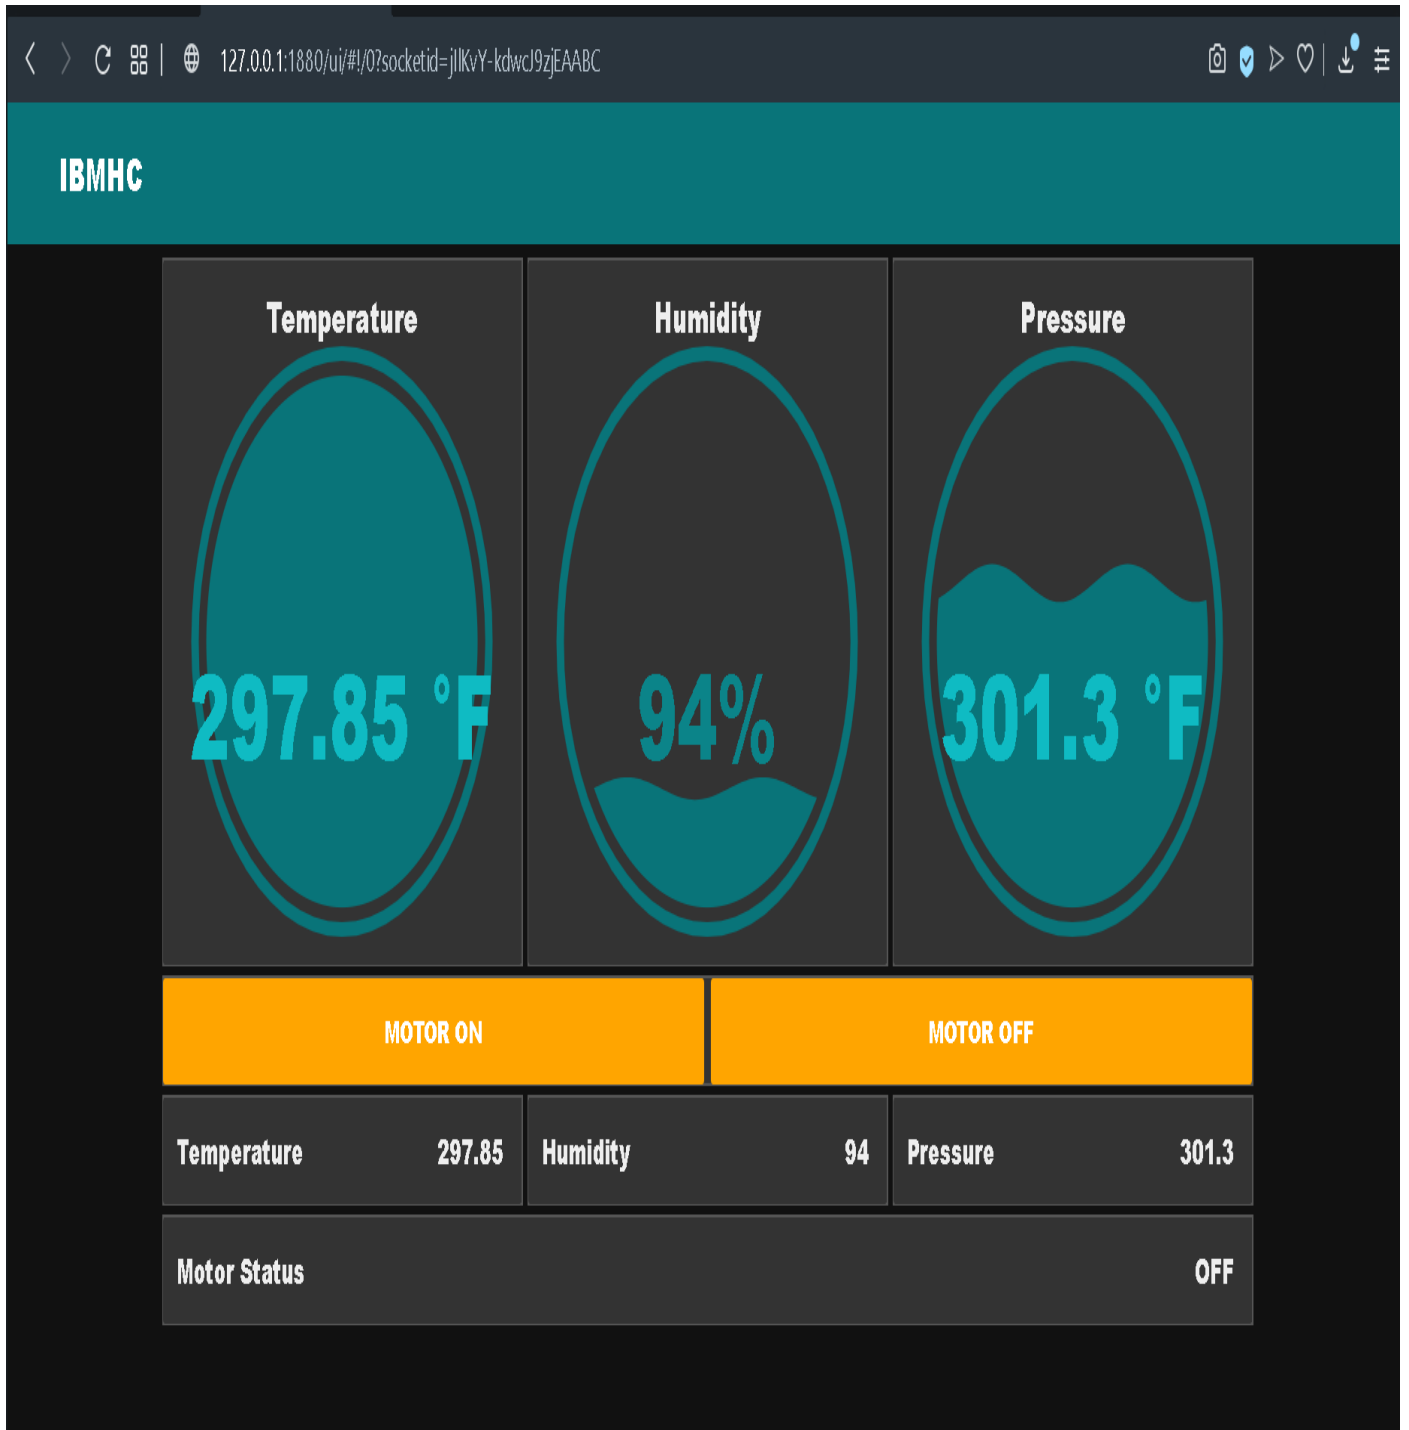 127.0.0.1:1880/ui/#!/0?socketid=jIlKvY-kdwcJ9zjEAABC
IBMHC
Temperature
Humidity
Pressure
297.85 °F
94%
301.3 °F
MOTOR ON
MOTOR OFF
Temperature 297.85
Humidity 94
Pressure 301.3
Motor Status OFF